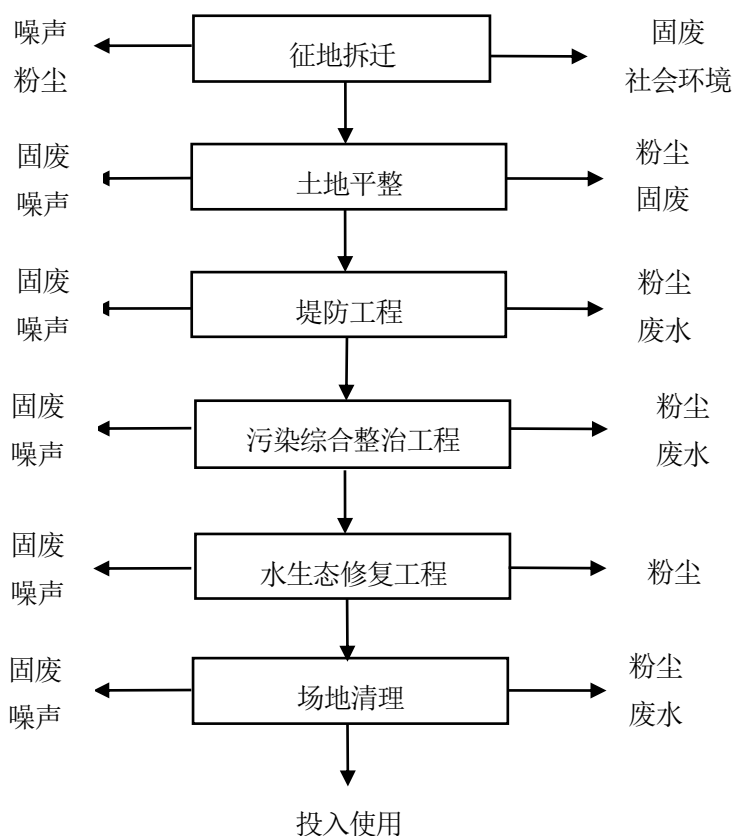 噪声
粉尘
征地拆迁
固废
社会环境
固废
噪声
土地平整
粉尘
固废
固废
噪声
堤防工程
粉尘
废水
固废
噪声
污染综合整治工程
粉尘
废水
固废
噪声
水生态修复工程
粉尘
固废
噪声
场地清理
粉尘
废水
投入使用